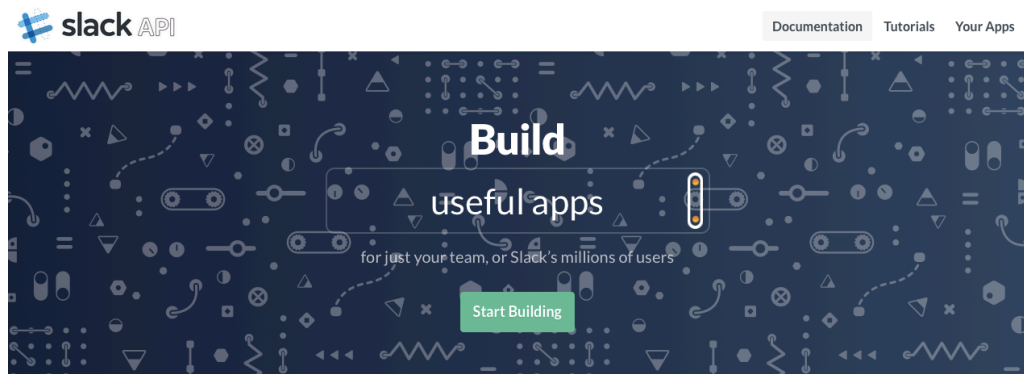 slack API
Documentation Tutorials Your Apps
Build
useful apps
for just your team, or Slack's millions of users
Start Building